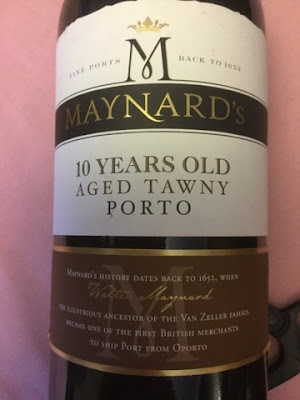 M
FINE PORTS BACK TO 1652
MAYNARD'S
10 YEARS OLD
AGED TAWNY
PORTO
MAYNARD'S HISTORY DATES BACK TO 1652, WHEN
Walter Maynard
THE ILLUSTRIOUS ANCESTOR OF THE VAN ZELLER FAMILY,
BECAME ONE OF THE FIRST BRITISH MERCHANTS
TO SHIP PORT FROM OPORTO